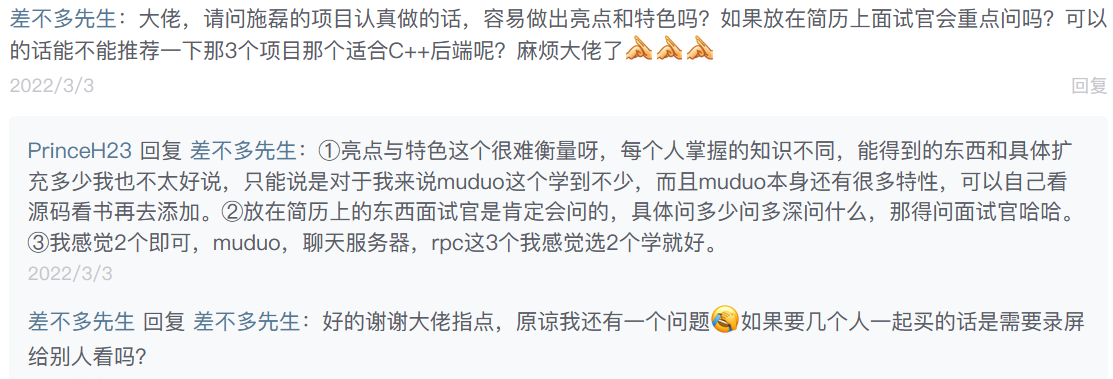 差不多先生：大佬，请问施磊的项目认真做的话，容易做出亮点和特色吗？如果放在简历上面试官会重点问吗？可以
的话能不能推荐一下那3个项目那个适合C++后端呢？麻烦大佬了
2022/3/3 回复
PrinceH23 回复 差不多先生：①亮点与特色这个很难衡量呀，每个人掌握的知识不同，能得到的东西和具体扩
充多少我也不太好说，只能说是对于我来说muduo这个学到不少，而且muduo本身还有很多特性，可以自己看
源码看书再去添加。②放在简历上的东西面试官是肯定会问的，具体问多少问多深问什么，那得问面试官哈哈。
③我感觉2个即可，muduo，聊天服务器，rpc这3个我感觉选2个学就好。
2022/3/3
差不多先生 回复 差不多先生：好的谢谢大佬指点，原谅我还有一个问题如果要几个人一起买的话是需要录屏
给别人看吗？